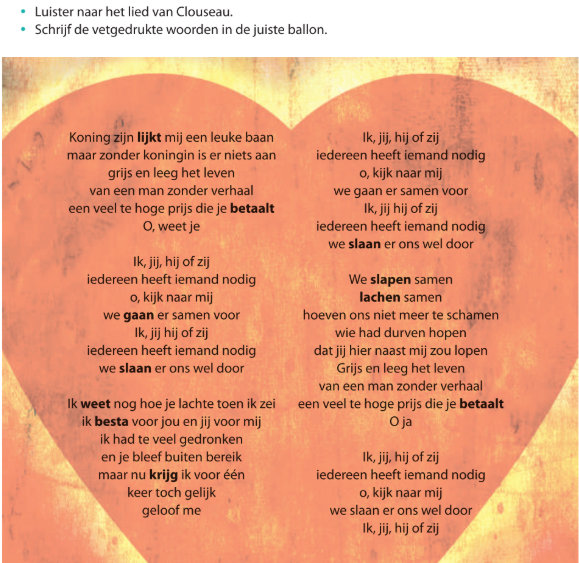 • Luister naar het lied van Clouseau.
• Schrijf de vetgedrukte woorden in de juiste ballon.
Koning zijn lijkt mij een leuke baan
maar zonder koningin is er niets aan
grijs en leeg het leven
van een man zonder verhaal
een veel te hoge prijs die je betaalt
O, weet je
Ik, jij, hij of zij
iedereen heeft iemand nodig
o, kijk naar mij
we gaan er samen voor
Ik, jij hij of zij
iedereen heeft iemand nodig
we slaan er ons wel door
Ik weet nog hoe je lachte toen ik zei
ik besta voor jou en jij voor mij
ik had te veel gedronken
en je bleef buiten bereik
maar nu krijg ik voor één
keer toch gelijk
geloof me
Ik, jij, hij of zij
iedereen heeft iemand nodig
o, kijk naar mij
we gaan er samen voor
Ik, jij hij of zij
iedereen heeft iemand nodig
we slaan er ons wel door
We slapen samen
lachen samen
hoeven ons niet meer te schamen
wie had durven hopen
dat jij hier naast mij zou lopen
Grijs en leeg het leven
van een man zonder verhaal
een veel te hoge prijs die je betaalt
O ja
Ik, jij, hij of zij
iedereen heeft iemand nodig
o, kijk naar mij
we slaan er ons wel door
Ik, jij, hij of zij